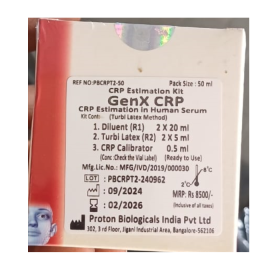 REF NO:PBCRPT2-50 Pack Size : 50 ml
CRP Estimation Kit
GenX CRP
CRP Estimation in Human Serum
Kit Cont: (Turbi Latex Method)
1. Diluent (R1) 2 X 20 ml
2. Turbi Latex (R2) 2 X 5 ml
3. CRP Calibrator 0.5 ml
(Conc :Check the Vial Label) (Ready to Use)
Mfg.Lic.No.: MFG/IVD/2019/000030
LOT : PBCRPT2-240962
: 09/2024
: 02/2026
2°C
8°C
MRP: Rs 8500/-
(Inclusive of all taxes)
Proton Biologicals India Pvt Ltd
302, 3 rd Floor, Jigani Industrial Area, Bangalore-562106